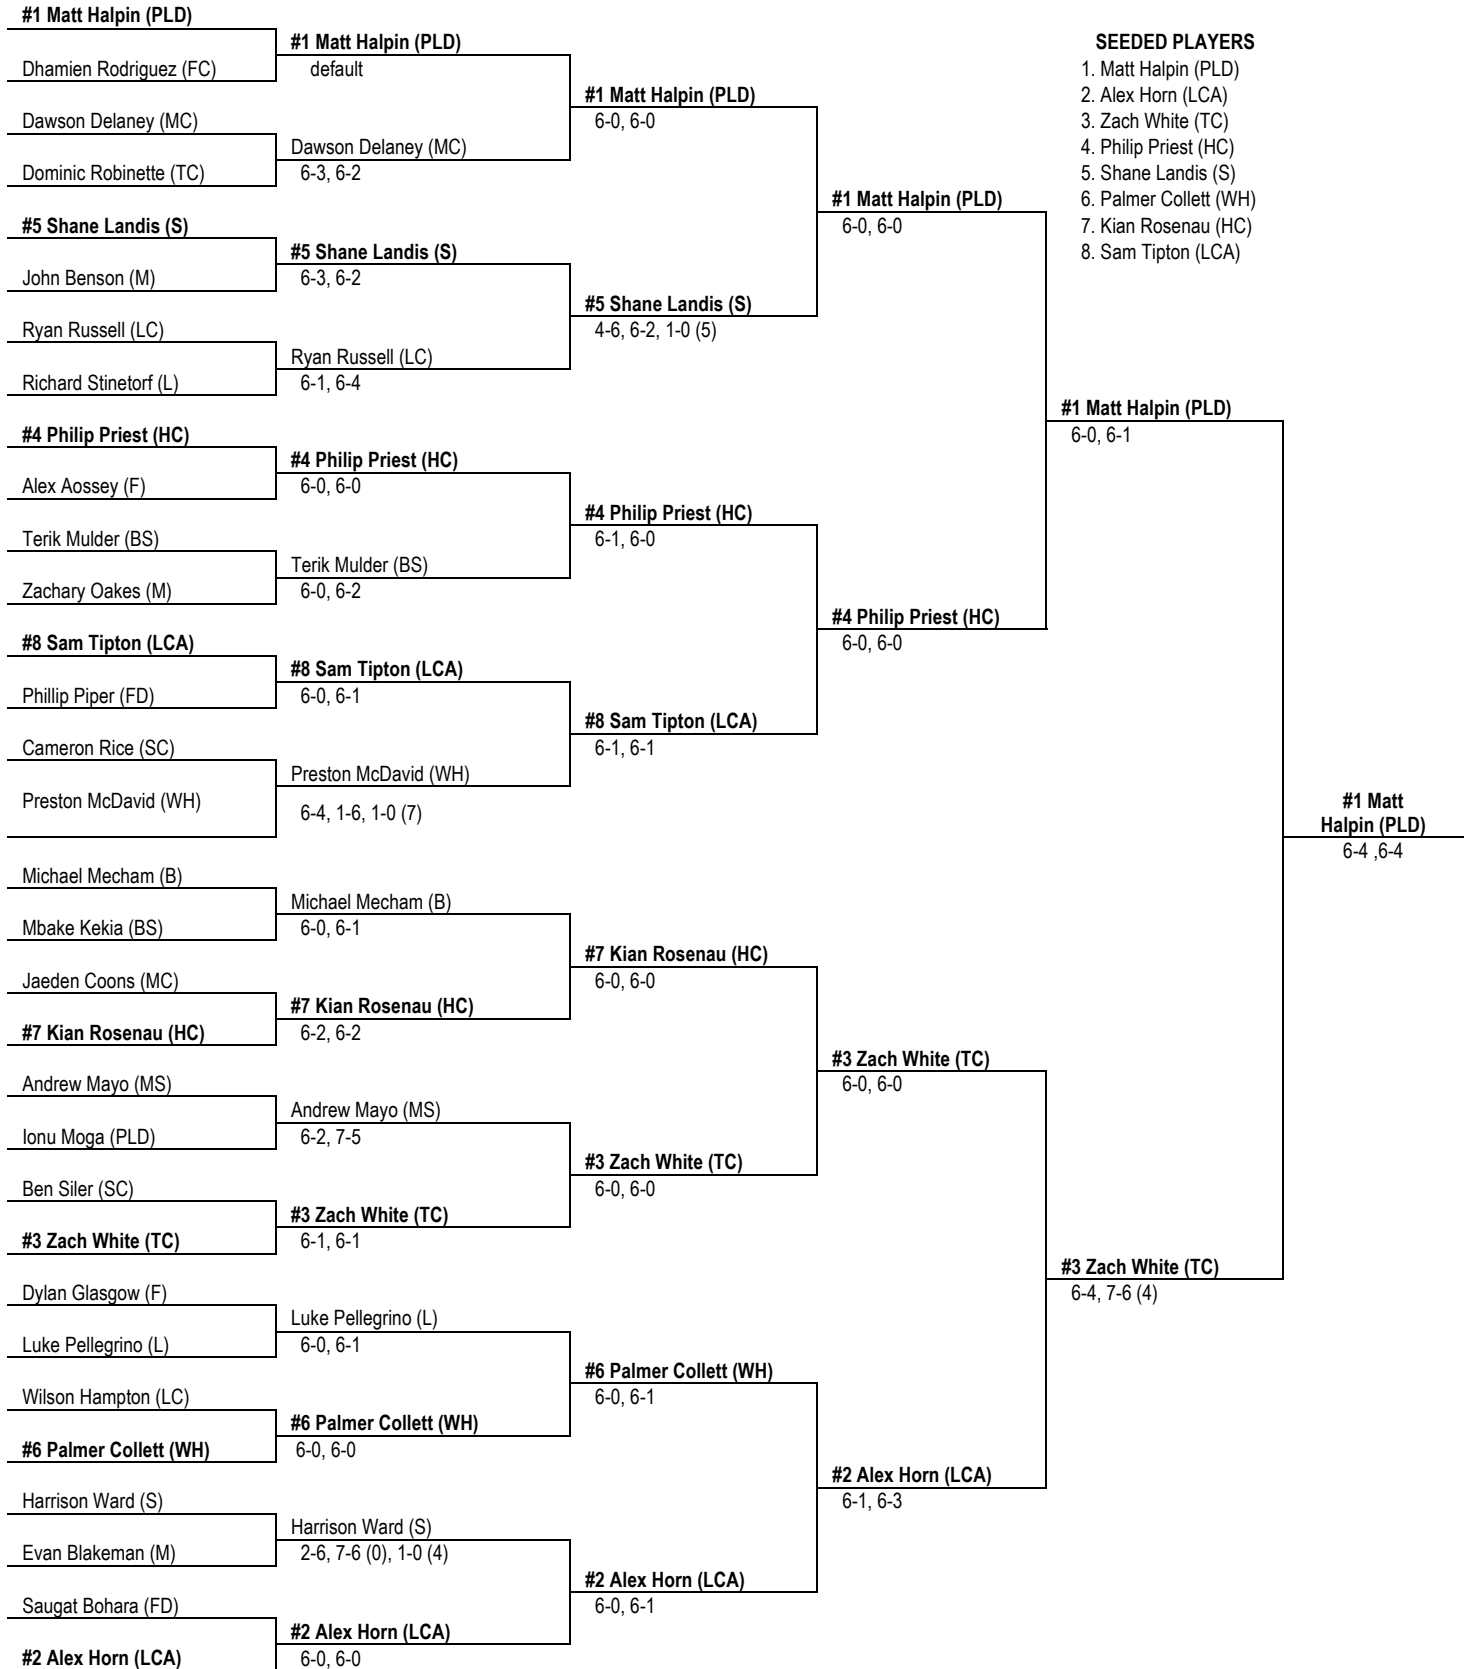 #1 Matt Halpin (PLD)
Dhamien Rodriguez (FC)
Dawson Delaney (MC)
Dominic Robinette (TC)
#5 Shane Landis (S)
John Benson (M)
Ryan Russell (LC)
Richard Stinetorf (L)
#4 Philip Priest (HC)
Alex Aossey (F)
Terik Mulder (BS)
Zachary Oakes (M)
#8 Sam Tipton (LCA)
Phillip Piper (FD)
Cameron Rice (SC)
Preston McDavid (WH)
Michael Mecham (B)
Mbake Kekia (BS)
Jaeden Coons (MC)
#7 Kian Rosenau (HC)
Andrew Mayo (MS)
Ionu Moga (PLD)
Ben Siler (SC)
#3 Zach White (TC)
Dylan Glasgow (F)
Luke Pellegrino (L)
Wilson Hampton (LC)
#6 Palmer Collett (WH)
Harrison Ward (S)
Evan Blakeman (M)
Saugat Bohara (FD)
#2 Alex Horn (LCA)
#1 Matt Halpin (PLD)
default
Dawson Delaney (MC)
6-3, 6-2
#5 Shane Landis (S)
6-3, 6-2
Ryan Russell (LC)
6-1, 6-4
#4 Philip Priest (HC)
6-0, 6-0
Terik Mulder (BS)
6-0, 6-2
#8 Sam Tipton (LCA)
6-0, 6-1
Preston McDavid (WH)
6-4, 1-6, 1-0 (7)
Michael Mecham (B)
6-0, 6-1
#7 Kian Rosenau (HC)
6-2, 6-2
Andrew Mayo (MS)
6-2, 7-5
#3 Zach White (TC)
6-1, 6-1
Luke Pellegrino (L)
6-0, 6-1
#6 Palmer Collett (WH)
6-0, 6-0
Harrison Ward (S)
2-6, 7-6 (0), 1-0 (4)
#2 Alex Horn (LCA)
6-0, 6-0
#1 Matt Halpin (PLD)
6-0, 6-0
#5 Shane Landis (S)
4-6, 6-2, 1-0 (5)
#4 Philip Priest (HC)
6-1, 6-0
#8 Sam Tipton (LCA)
6-1, 6-1
#7 Kian Rosenau (HC)
6-0, 6-0
#3 Zach White (TC)
6-0, 6-0
#6 Palmer Collett (WH)
6-0, 6-1
#2 Alex Horn (LCA)
6-0, 6-1
#1 Matt Halpin (PLD)
6-0, 6-0
#4 Philip Priest (HC)
6-0, 6-0
#3 Zach White (TC)
6-0, 6-0
#2 Alex Horn (LCA)
6-1, 6-3
#1 Matt Halpin (PLD)
6-0, 6-1
#3 Zach White (TC)
6-4, 7-6 (4)
#1 Matt
Halpin (PLD)
6-4 ,6-4
SEEDED PLAYERS
1. Matt Halpin (PLD)
2. Alex Horn (LCA)
3. Zach White (TC)
4. Philip Priest (HC)
5. Shane Landis (S)
6. Palmer Collett (WH)
7. Kian Rosenau (HC)
8. Sam Tipton (LCA)